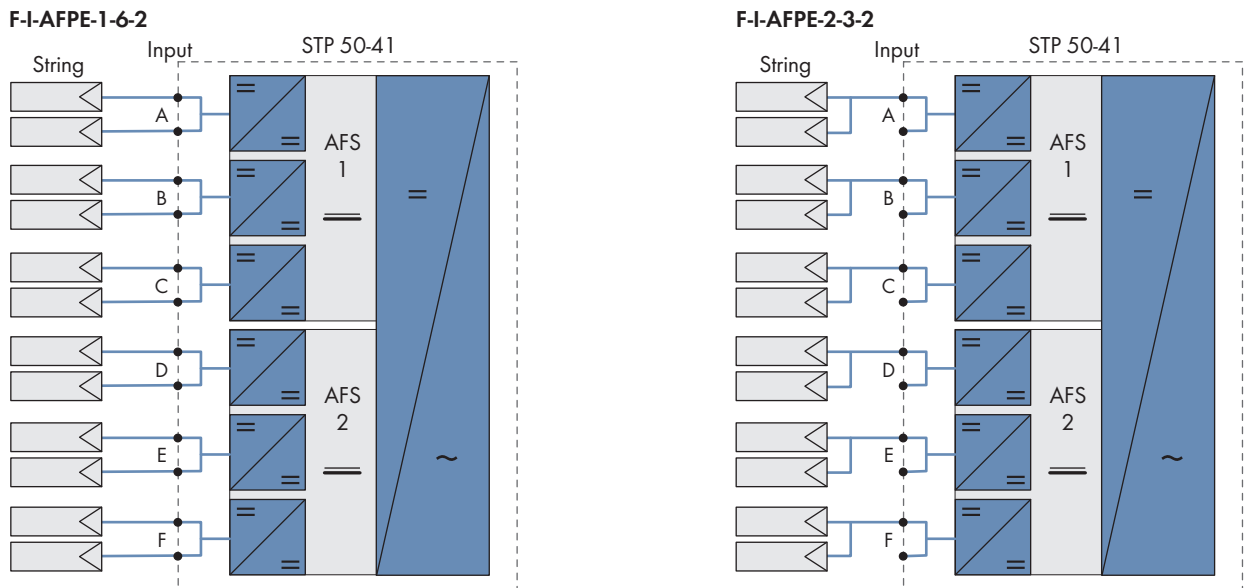 F-I-AFPE-1-6-2
STP 50-41
Input
String
A
B
C
D
E
F
AFS
1
AFS
2
=
~
F-I-AFPE-2-3-2
STP 50-41
Input
String
A
B
C
D
E
F
AFS
1
AFS
2
=
~